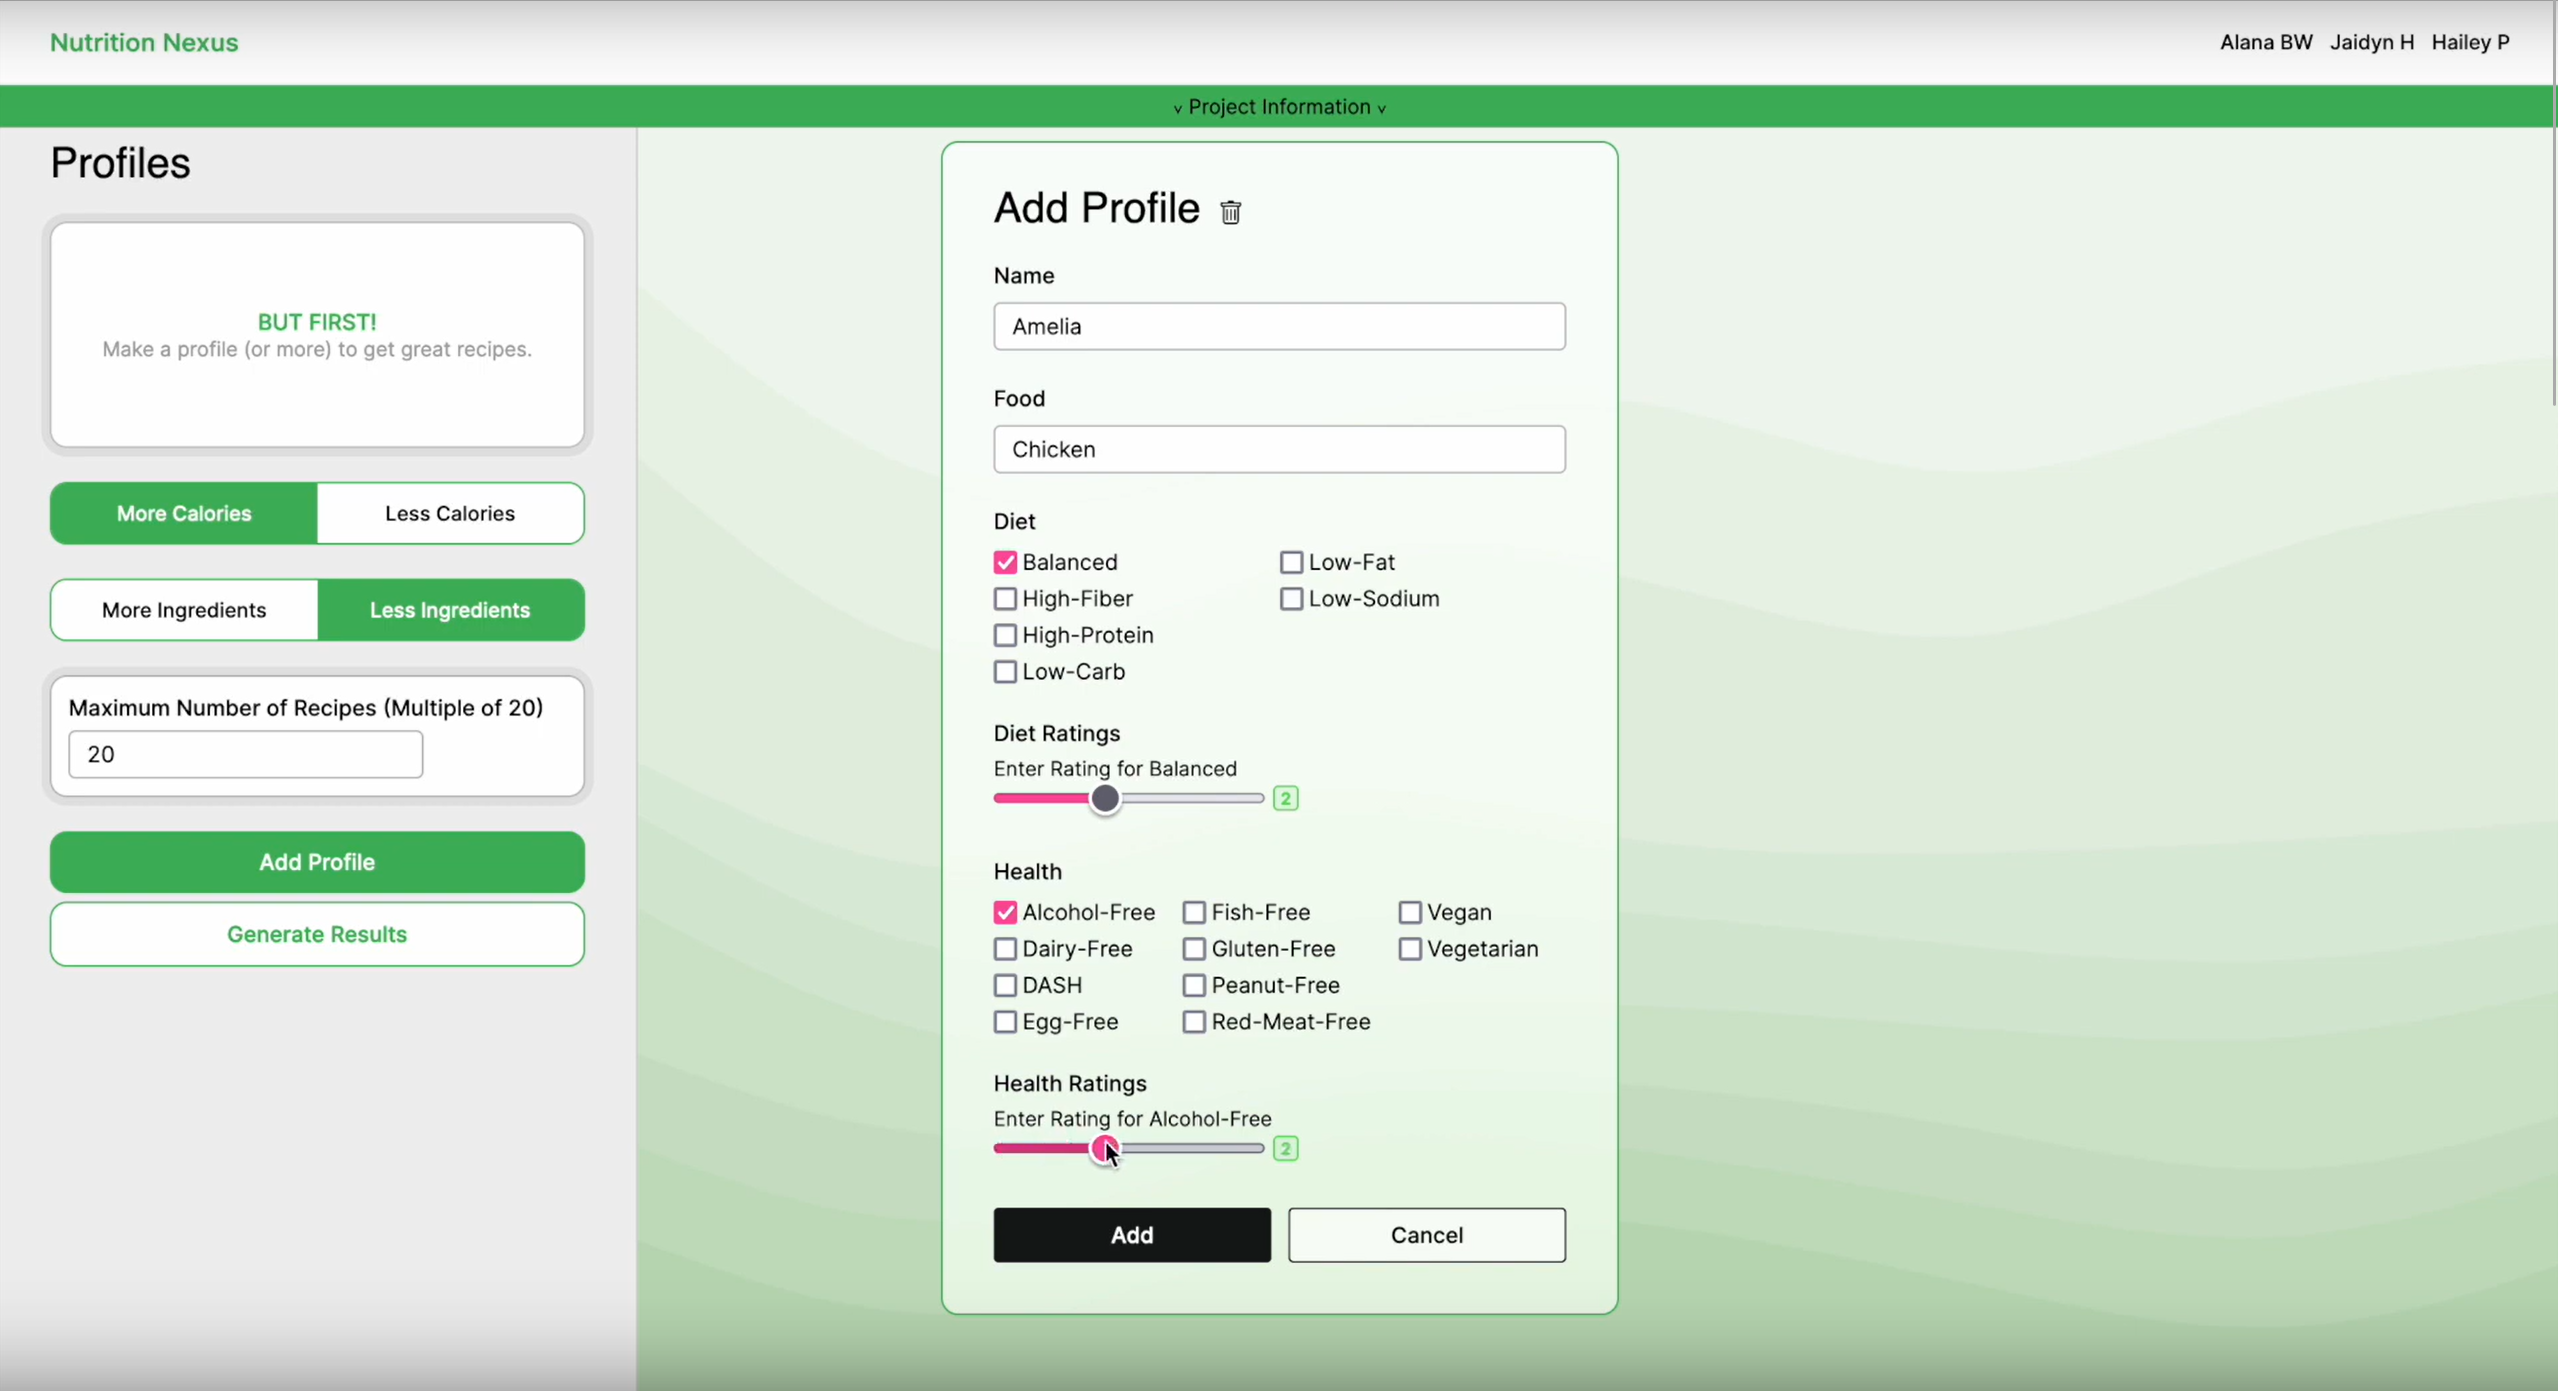 Nutrition Nexus
Alana BW Jaidyn H Hailey P
v Project Information v
Profiles
BUT FIRST!
Make a profile (or more) to get great recipes.
More Calories Less Calories
More Ingredients Less Ingredients
Maximum Number of Recipes (Multiple of 20)
20
Add Profile
Generate Results
Add Profile
Name
Amelia
Food
Chicken
Diet
Balanced Low-Fat
High-Fiber Low-Sodium
High-Protein
Low-Carb
Diet Ratings
Enter Rating for Balanced
2
Health
Alcohol-Free Fish-Free Vegan
Dairy-Free Gluten-Free Vegetarian
DASH Peanut-Free
Egg-Free Red-Meat-Free
Health Ratings
Enter Rating for Alcohol-Free
2
Add Cancel